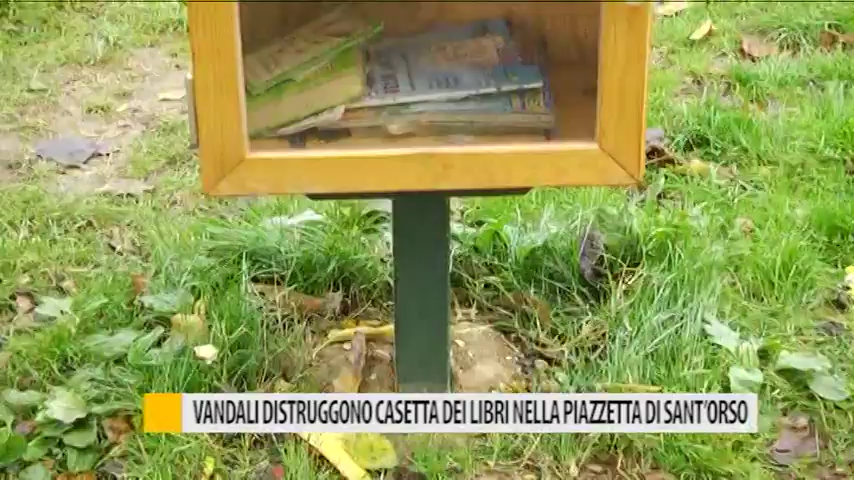 VANDALI DISTRUGGONO CASETTA DEI LIBRI NELLA PIAZZETTA DI SANT'ORSO